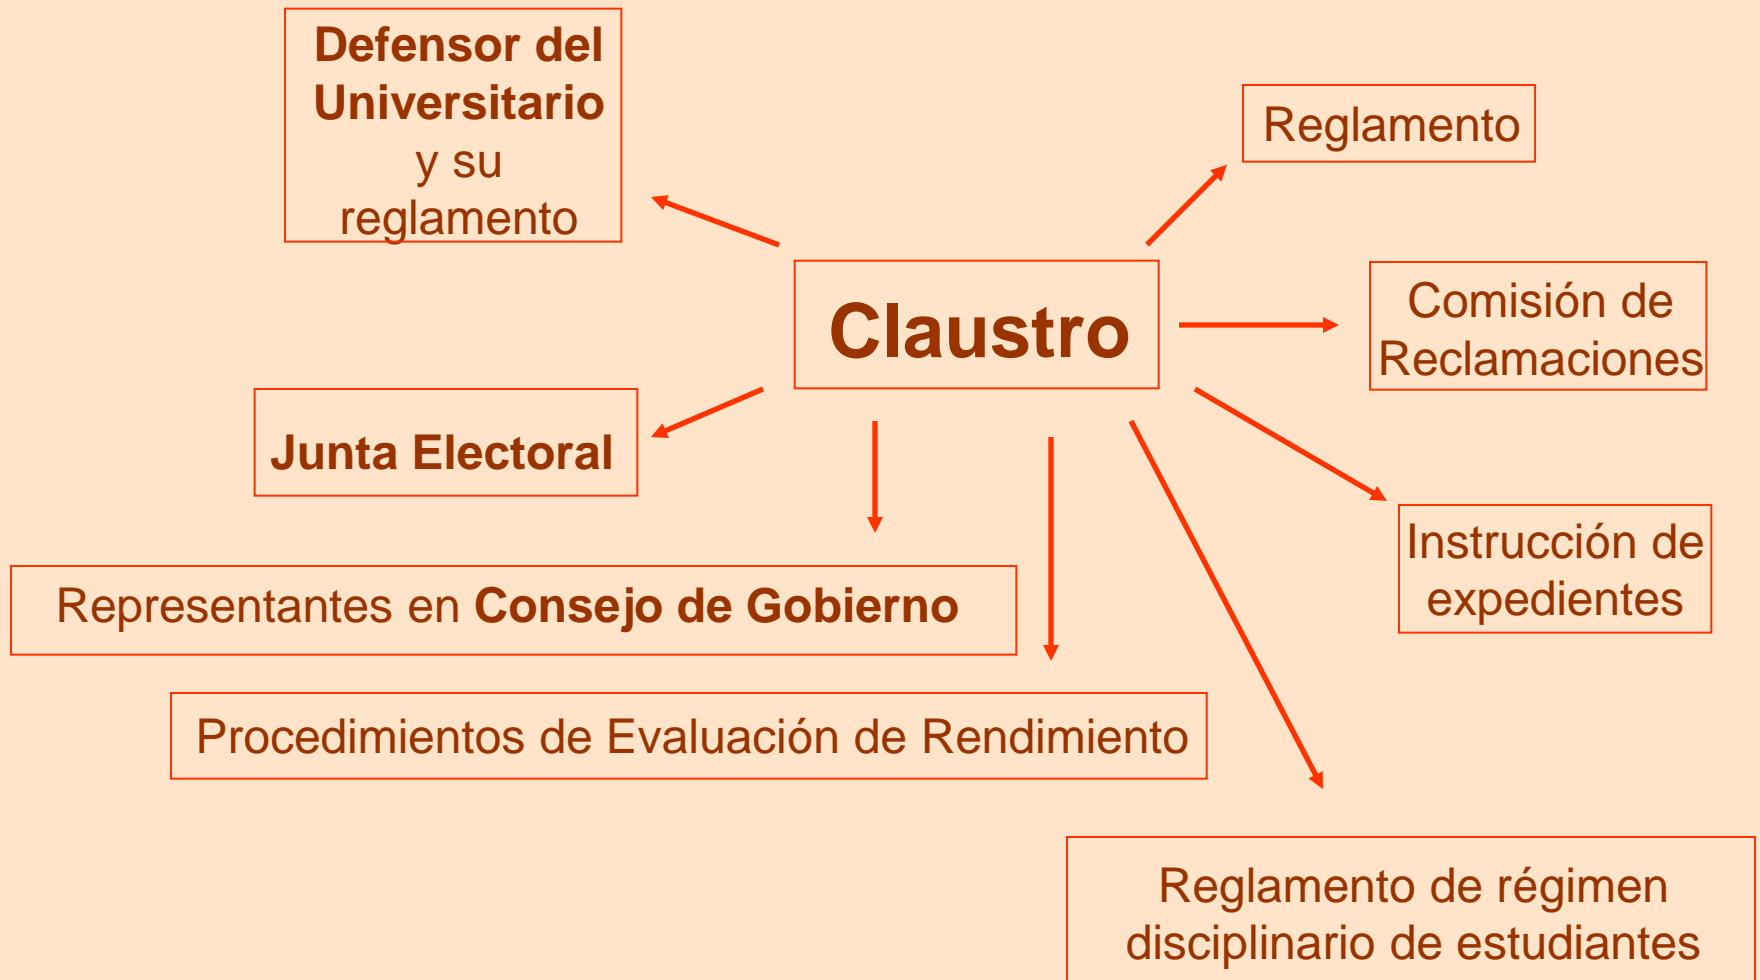 Defensor del
Universitario
y su
reglamento
Reglamento
Claustro
Comisión de
Reclamaciones
Junta Electoral
Instrucción de
expedientes
Representantes en Consejo de Gobierno
Procedimientos de Evaluación de Rendimiento
Reglamento de régimen
disciplinario de estudiantes